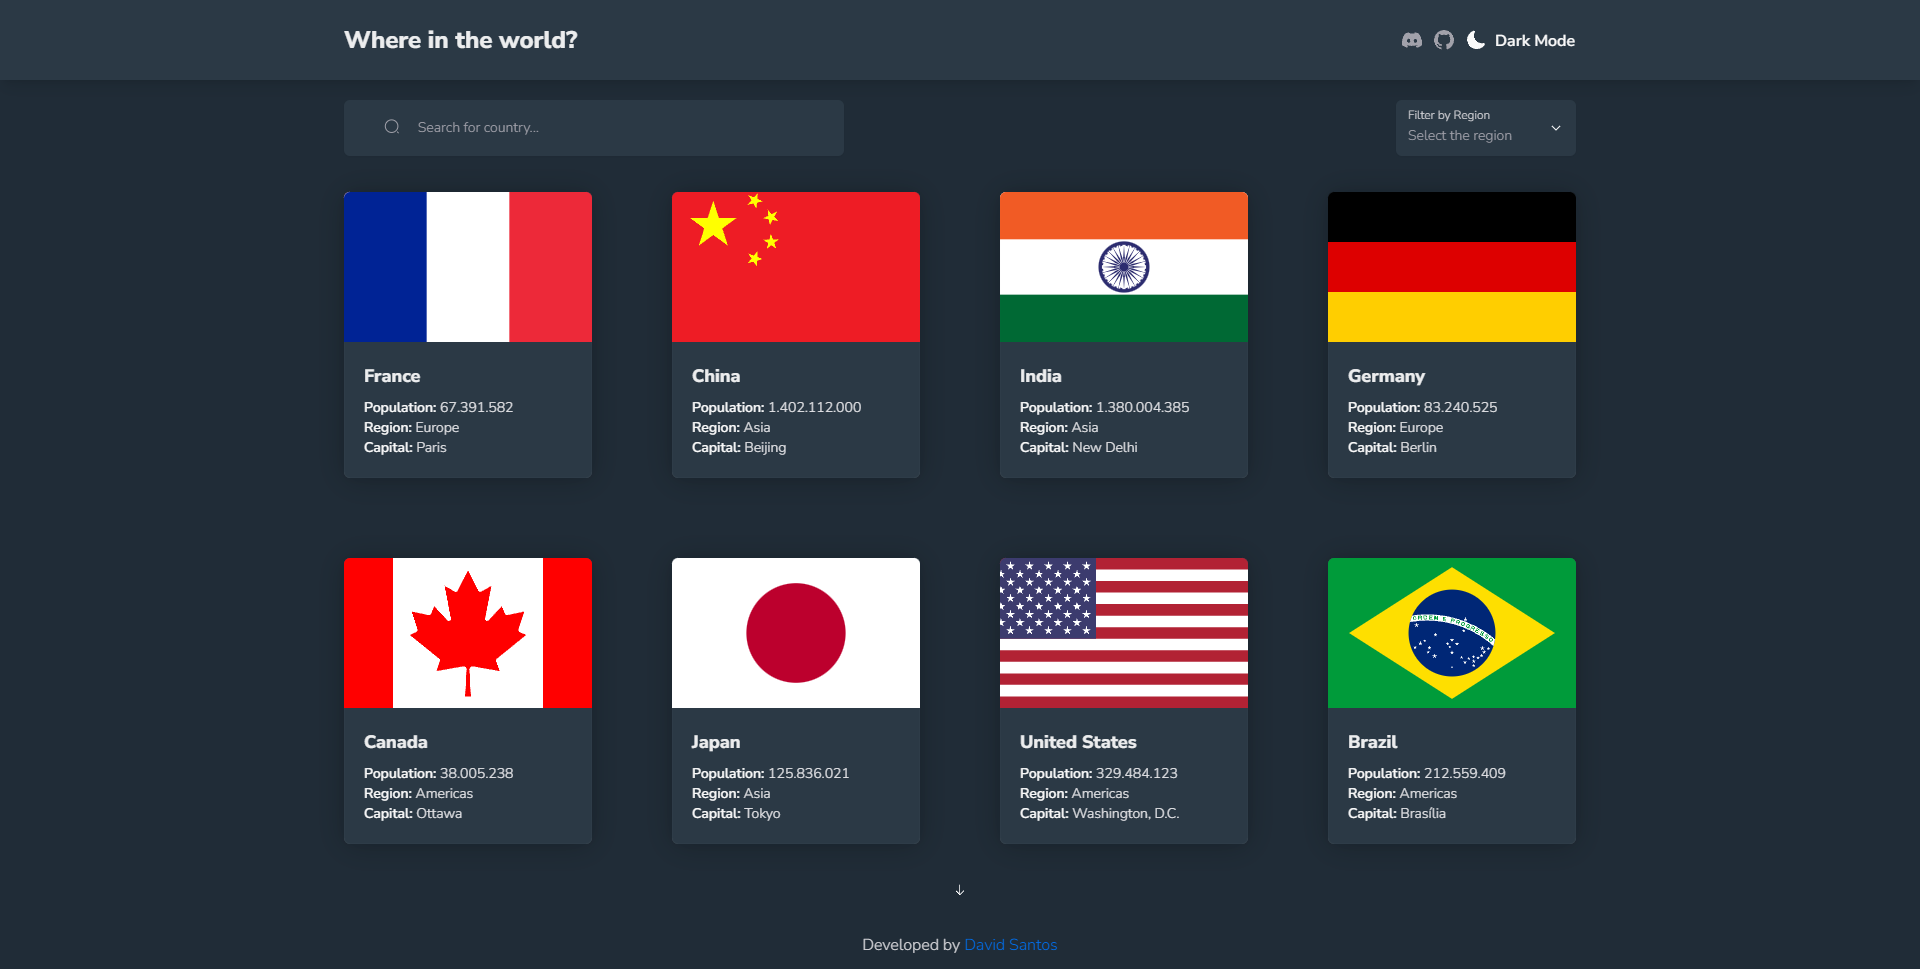 Where in the world?
Dark Mode
Search for country...
Filter by Region
Select the region
France
Population: 67.391.582
Region: Europe
Capital: Paris
China
Population: 1.402.112.000
Region: Asia
Capital: Beijing
India
Population: 1.380.004.385
Region: Asia
Capital: New Delhi
Germany
Population: 83.240.525
Region: Europe
Capital: Berlin
ORDEM E PROGRESSO
Canada
Population: 38.005.238
Region: Americas
Capital: Ottawa
Japan
Population: 125.836.021
Region: Asia
Capital: Tokyo
United States
Population: 329.484.123
Region: Americas
Capital: Washington, D.C.
Brazil
Population: 212.559.409
Region: Americas
Capital: Brasília
Developed by David Santos